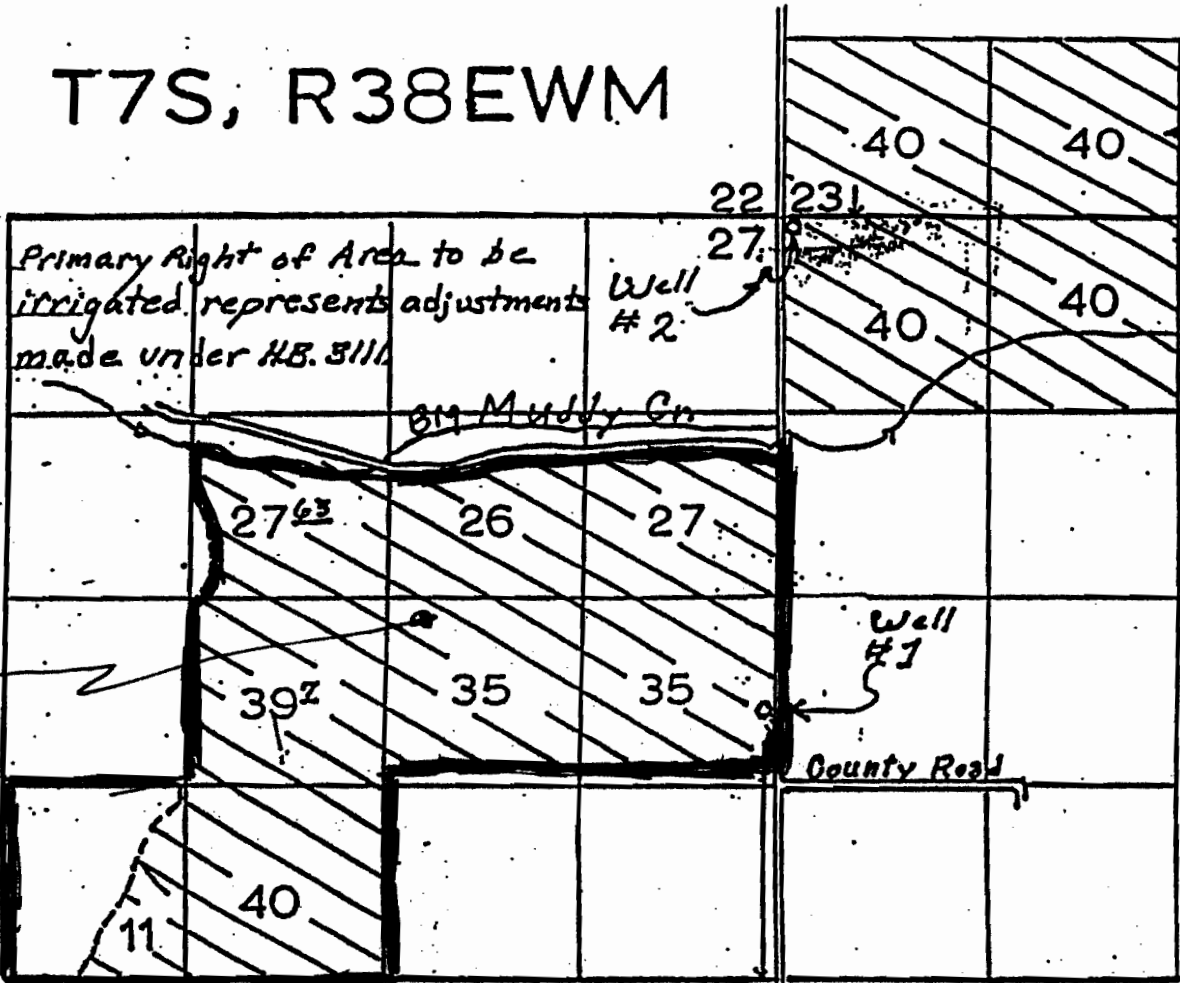 T7S, R38EWM
40 40
22 23
27
Primary Right of Area to be
irrigated represents adjustments
made under HB. 3111
Well
#2
40 40
Big Muddy Cr
27 63 26 27
Well
#1
39 7 35 35
County Road
40
11